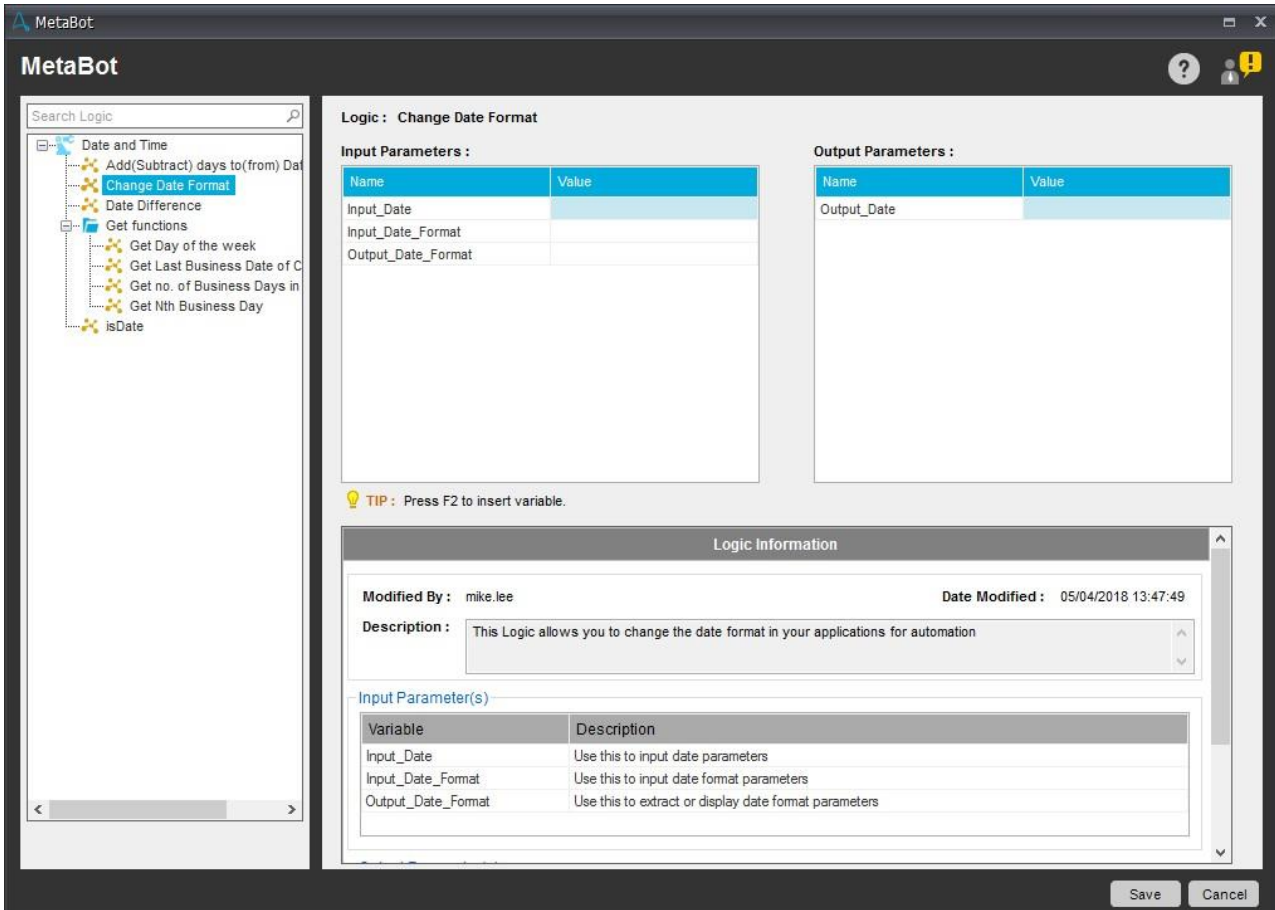 MetaBot
MetaBot
Search Logic
Date and Time
Add(Subtract) days to(from) Dat
Change Date Format
Date Difference
Get functions
Get Day of the week
Get Last Business Date of C
Get no. of Business Days in
Get Nth Business Day
isDate
Logic : Change Date Format
Input Parameters :
Name Value
Input_Date
Input_Date_Format
Output_Date_Format
Output Parameters :
Name Value
Output_Date
TIP : Press F2 to insert variable.
Logic Information
Modified By : mike.lee Date Modified : 05/04/2018 13:47:49
Description : This Logic allows you to change the date format in your applications for automation
Input Parameter(s)
Variable Description
Input_Date Use this to input date parameters
Input_Date_Format Use this to input date format parameters
Output_Date_Format Use this to extract or display date format parameters
Save Cancel